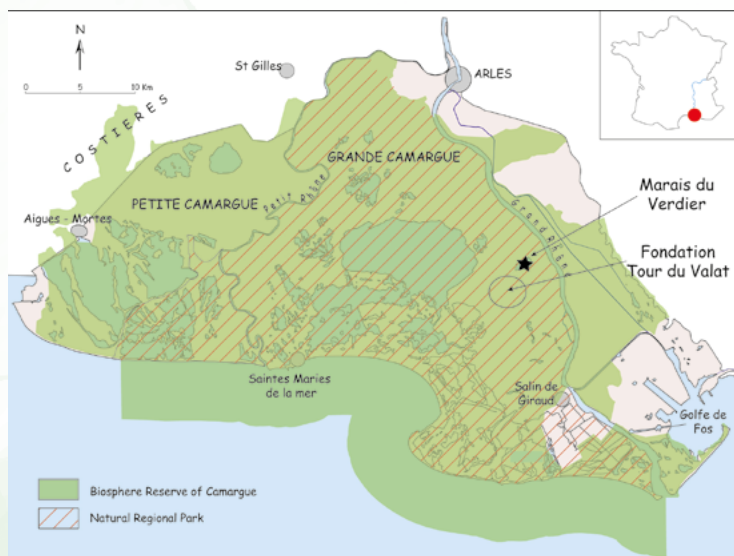 N
0 5 10 Km
St Gilles
ARLES
COSTIERES
GRANDE CAMARGUE
PETITE CAMARGUE
Petit Rhône
Grand Rhône
Aigues - Mortes
Marais du
Verdier
Fondation
Tour du Valat
Saintes Maries
de la mer
Salin de
Giraud
Golfe de
Fos
Biosphere Reserve of Camargue
Natural Regional Park